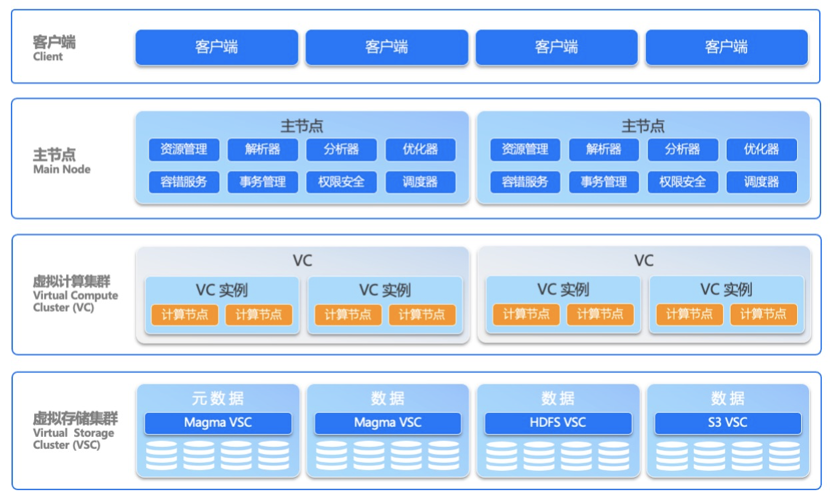 客户端
Client
客户端 客户端 客户端 客户端
主节点
Main Node
主节点
资源管理 解析器 分析器 优化器
容错服务 事务管理 权限安全 调度器
主节点
资源管理 解析器 分析器 优化器
容错服务 事务管理 权限安全 调度器
虚拟计算集群
Virtual Compute
Cluster (VC)
VC
VC 实例 VC 实例
计算节点 计算节点 计算节点 计算节点
VC
VC 实例 VC 实例
计算节点 计算节点 计算节点 计算节点
虚拟存储集群
Virtual Storage
Cluster (VSC)
元 数 据
Magma VSC
数 据
Magma VSC
数 据
HDFS VSC
数 据
S3 VSC